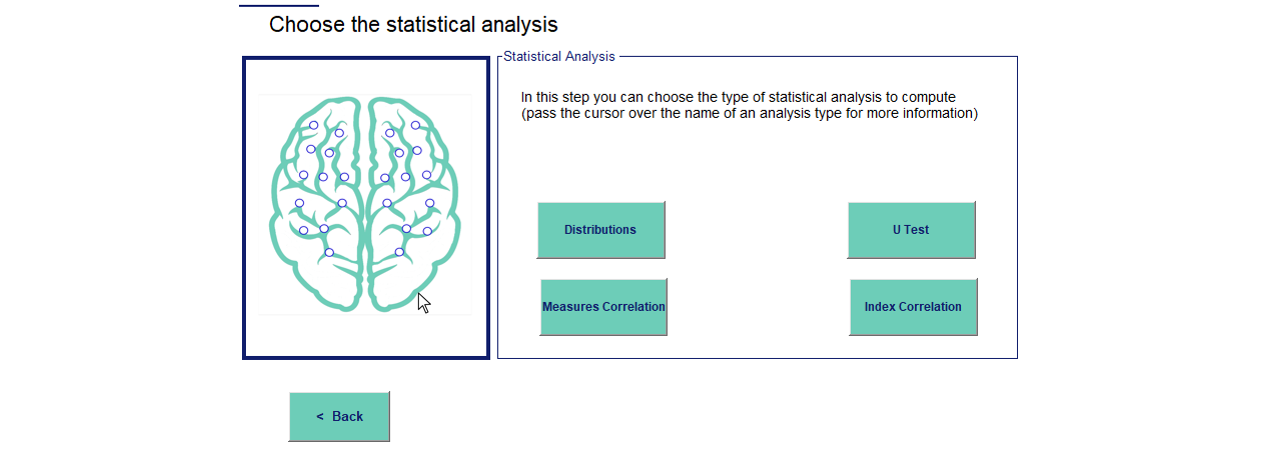 Choose the statistical analysis
Statistical Analysis
In this step you can choose the type of statistical analysis to compute
(pass the cursor over the name of an analysis type for more information)
Distributions
U Test
Measures Correlation
Index Correlation
< Back